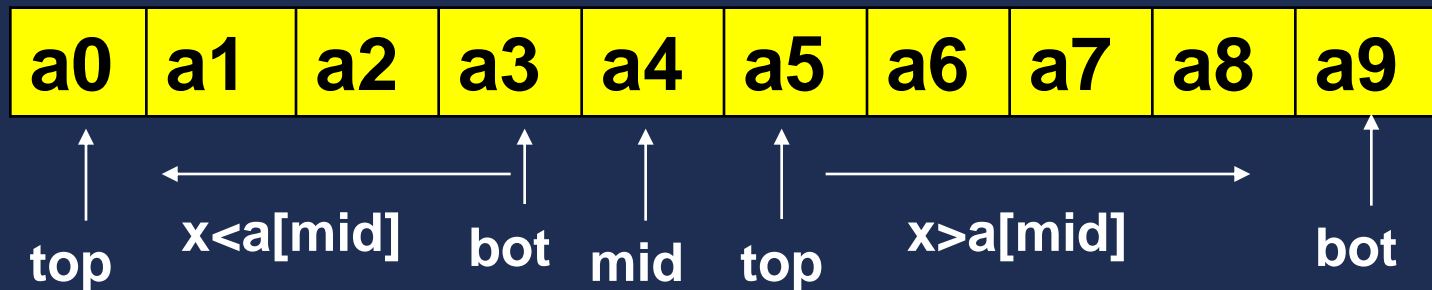 a0 a1 a2 a3 a4 a5 a6 a7 a8 a9
x<a[mid] x>a[mid]
top bot mid top bot